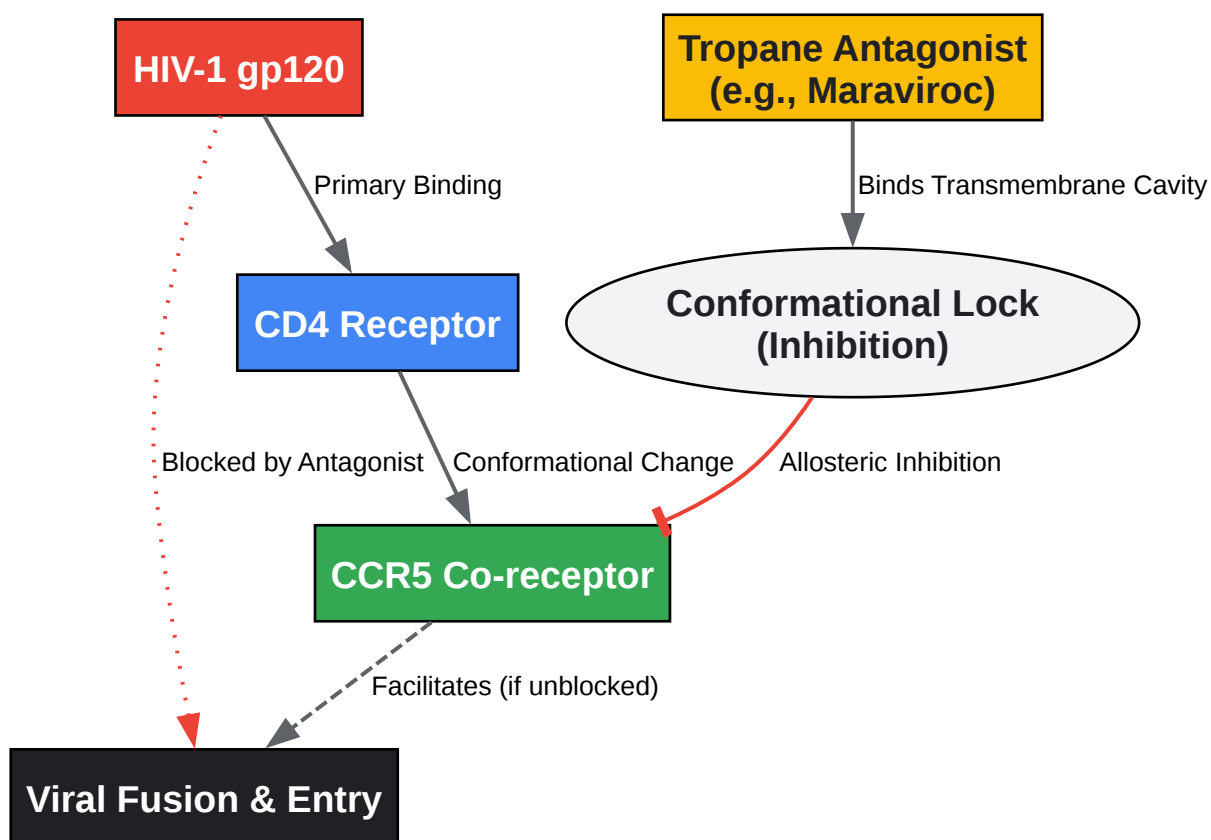 HIV-1 gp120
Tropane Antagonist
(e.g., Maraviroc)
Primary Binding
Binds Transmembrane Cavity
CD4 Receptor
Conformational Lock
(Inhibition)
Blocked by Antagonist
Conformational Change
Allosteric Inhibition
CCR5 Co-receptor
Facilitates (if unblocked)
Viral Fusion & Entry